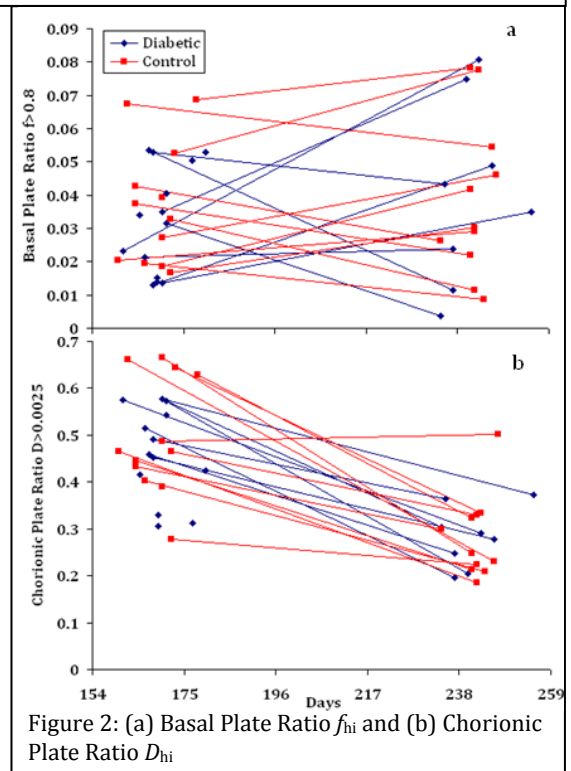 a
Diabetic
Control
Basal Plate Ratio f>0.8
0.09
0.08
0.07
0.06
0.05
0.04
0.03
0.02
0.01
0
b
Chorionic Plate Ratio D>0.0025
0.7
0.6
0.5
0.4
0.3
0.2
0.1
0
154 175 196 217 238 259
Days
Figure 2: (a) Basal Plate Ratio fhi and (b) Chorionic
Plate Ratio Dhi